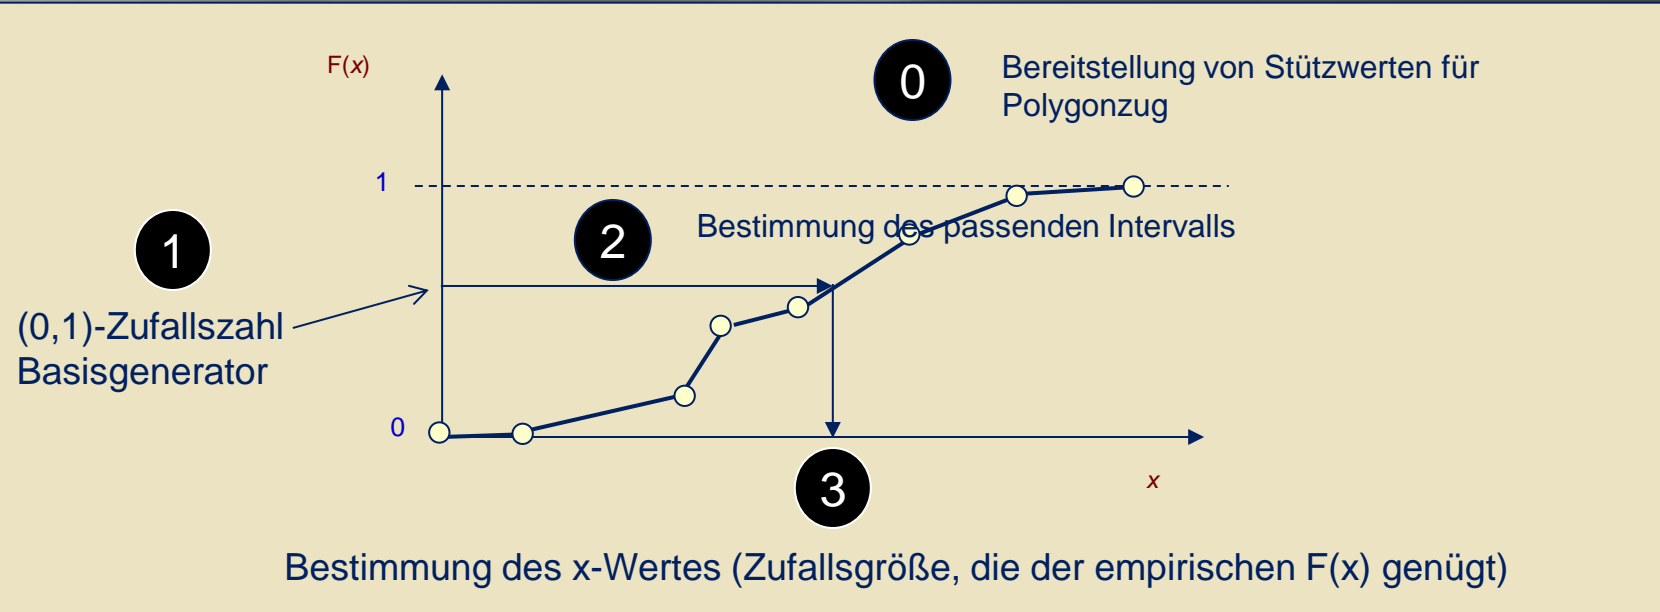 F(x)
0
Bereitstellung von Stützwerten für
Polygonzug
1
1
2
Bestimmung des passenden Intervalls
(0,1)-Zufallszahl
Basisgenerator
0
3
x
Bestimmung des x-Wertes (Zufallsgröße, die der empirischen F(x) genügt)